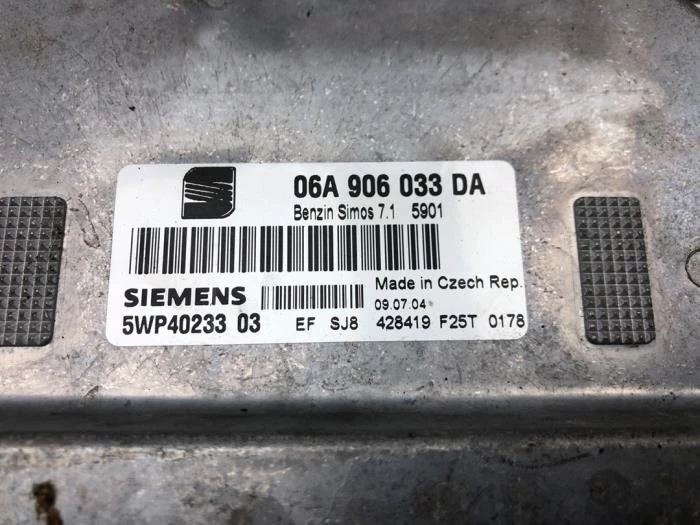 06A 906 033 DA
Benzin Simos 7.1 5901
SIEMENS
Made in Czech Rep.
09.07.04
5WP40233 03
EF SJ8 428419 F25T 0178